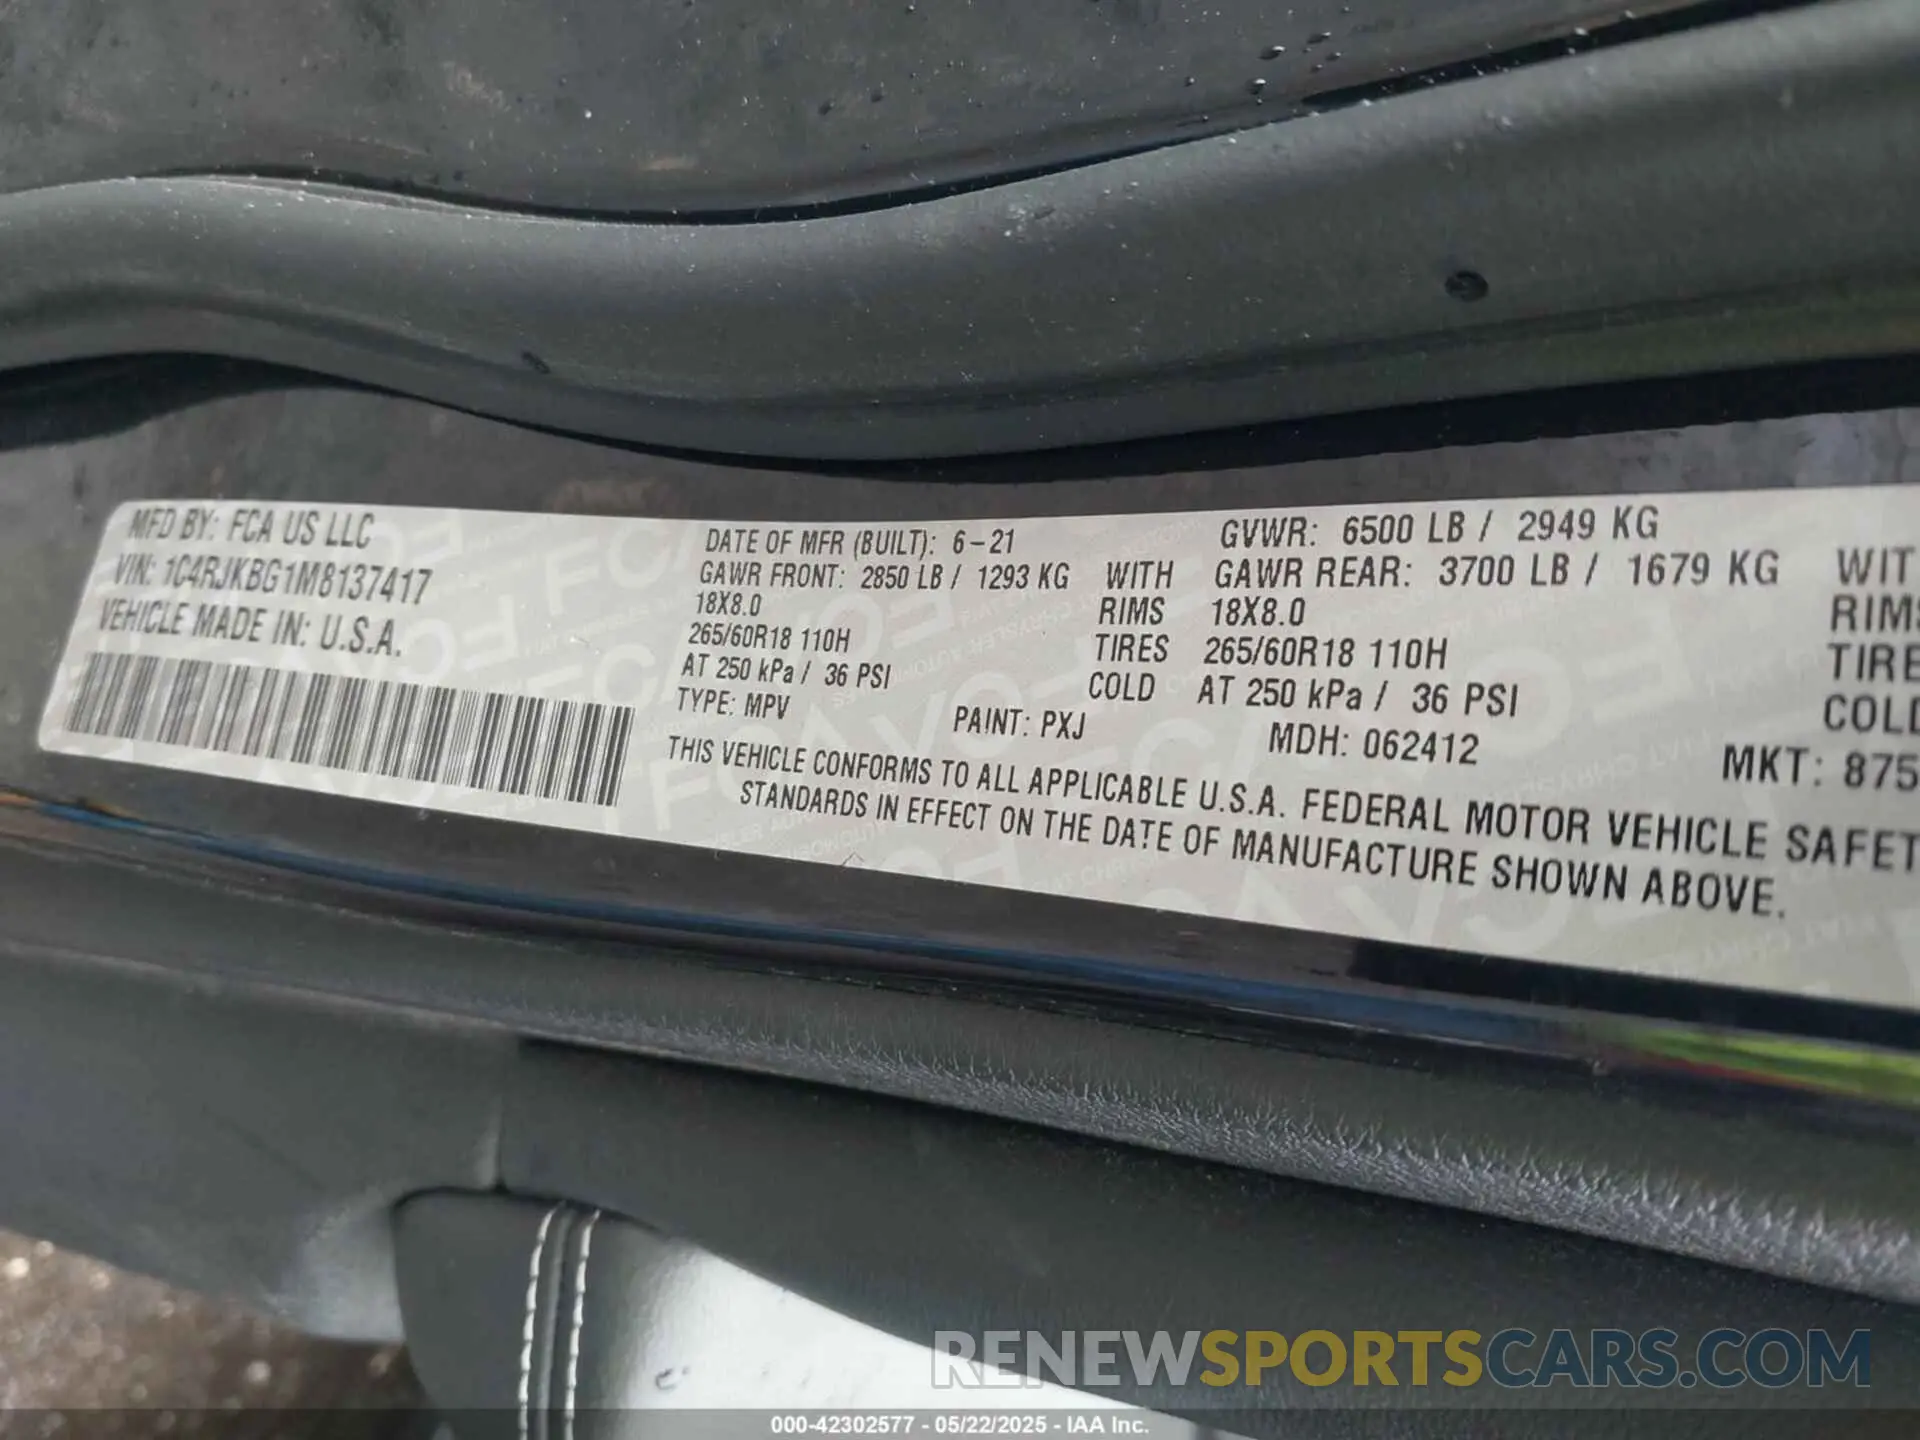 MFD BY: FCA US LLC
VIN: 1C4RJKBG1M8137417
VEHICLE MADE IN: U.S.A.
DATE OF MFR (BUILT): 6-21 GVWR: 6500 LB / 2949 KG
GAWR FRONT: 2850 LB / 1293 KG WITH GAWR REAR: 3700 LB / 1679 KG WIT
18X8.0 RIMS 18X8.0 RIMS
265/60R18 110H TIRES 265/60R18 110H TIRE
AT 250 kPa / 36 PSI COLD AT 250 kPa / 36 PSI COLD
TYPE: MPV PAINT: PXJ MDH: 062412 MKT: 875
THIS VEHICLE CONFORMS TO ALL APPLICABLE U.S.A. FEDERAL MOTOR VEHICLE SAFET
STANDARDS IN EFFECT ON THE DATE OF MANUFACTURE SHOWN ABOVE.
RENEWSPORTSCARS.COM
000-42302577 - 05/22/2025 - IAA Inc.